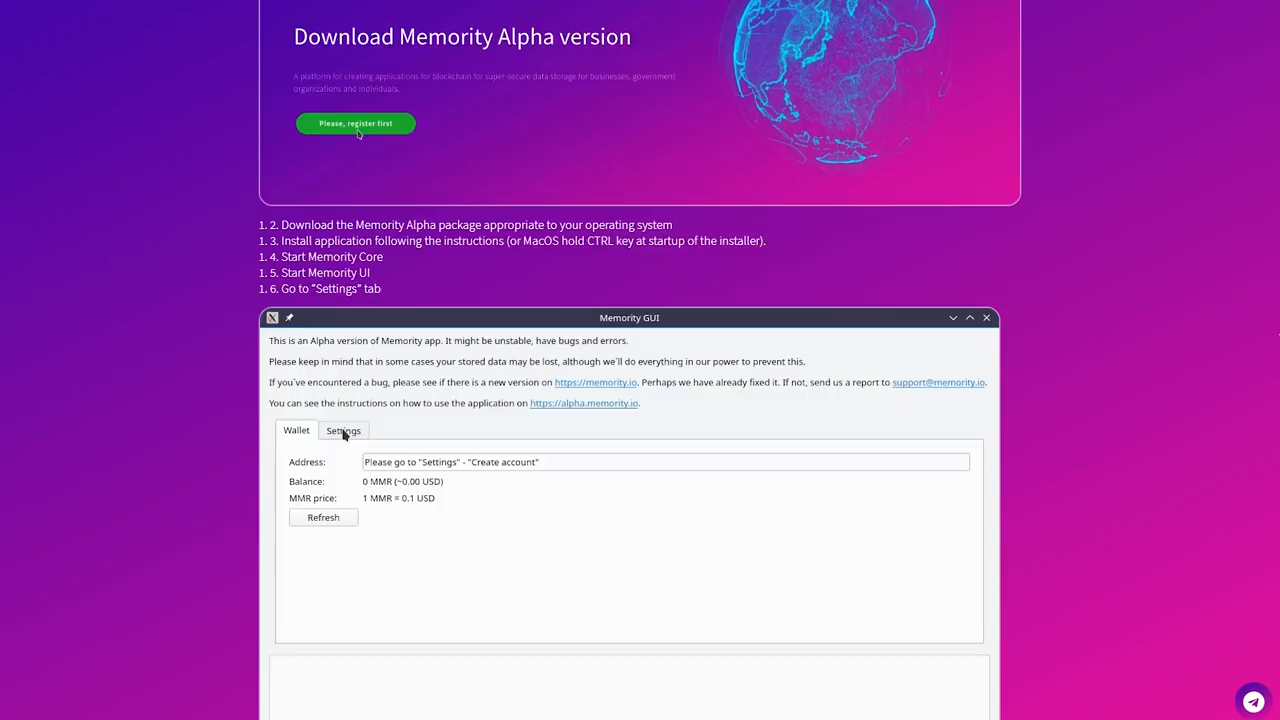 Download Memority Alpha version
A platform for creating applications for blockchain for super-secure data storage for businesses, government
organizations and individuals.
Please, register first
1. 2. Download the Memority Alpha package appropriate to your operating system
1. 3. Install application following the instructions (or MacOS hold CTRL key at startup of the installer).
1. 4. Start Memority Core
1. 5. Start Memority UI
1. 6. Go to “Settings” tab
Memority GUI
This is an Alpha version of Memority app. It might be unstable, have bugs and errors.
Please keep in mind that in some cases your stored data may be lost, although we`ll do everything in our power to prevent this.
If you`ve encountered a bug, please see if there is a new version on https://memority.io. Perhaps we have already fixed it. If not, send us a report to support@memority.io.
You can see the instructions on how to use the application on https://alpha.memority.io.
Wallet Settings
Address: Please go to "Settings" - "Create account"
Balance: 0 MMR (~0.00 USD)
MMR price: 1 MMR = 0.1 USD
Refresh